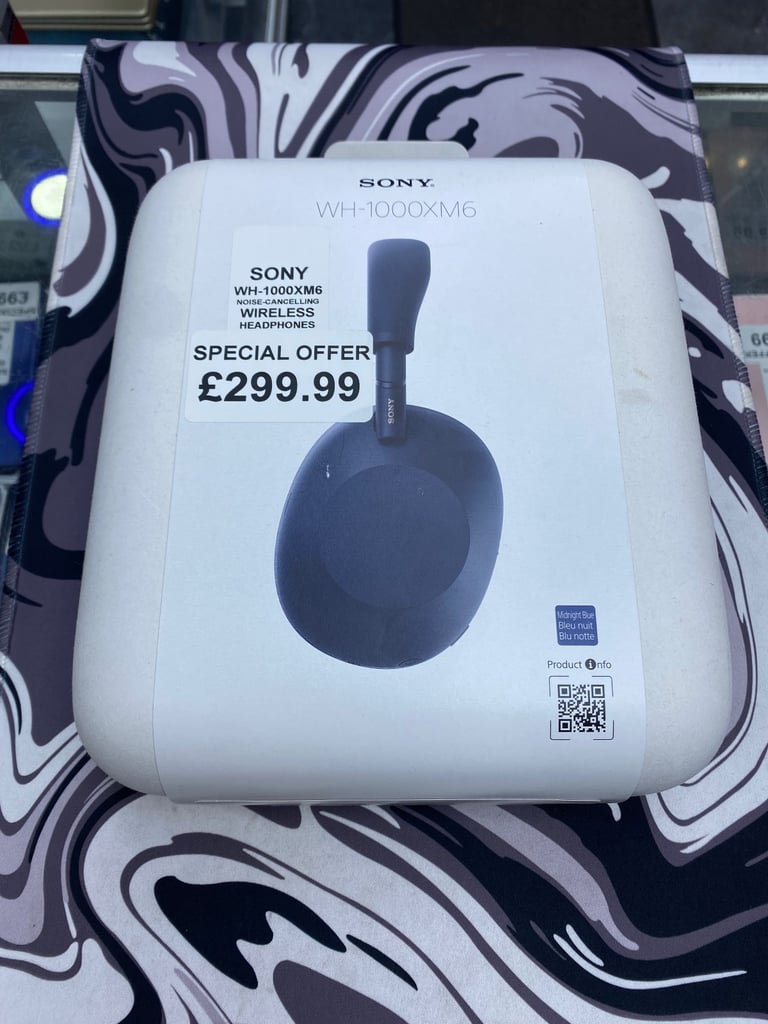 SONY.
WH-1000XM6
SONY
WH-1000XM6
NOISE-CANCELLING
WIRELESS
HEADPHONES
SPECIAL OFFER
£299.99
SONY
Midnight Blue
Bleu nuit
Blu notte
Product info
£99